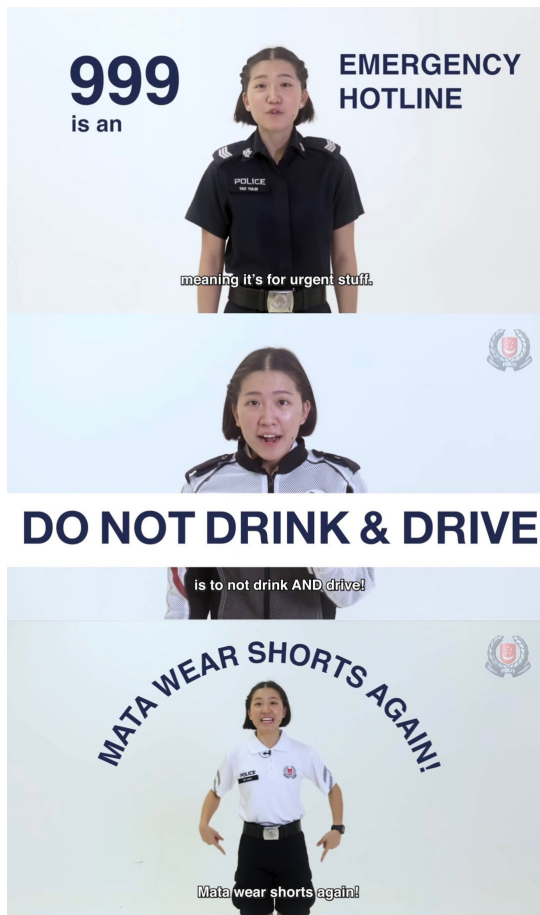 999
is an
EMERGENCY
HOTLINE
POLICE
meaning it's for urgent stuff.
DO NOT DRINK & DRIVE
is to not drink AND drive!
MATA WEAR SHORTS AGAIN!
POLICE
Mata wear shorts again!